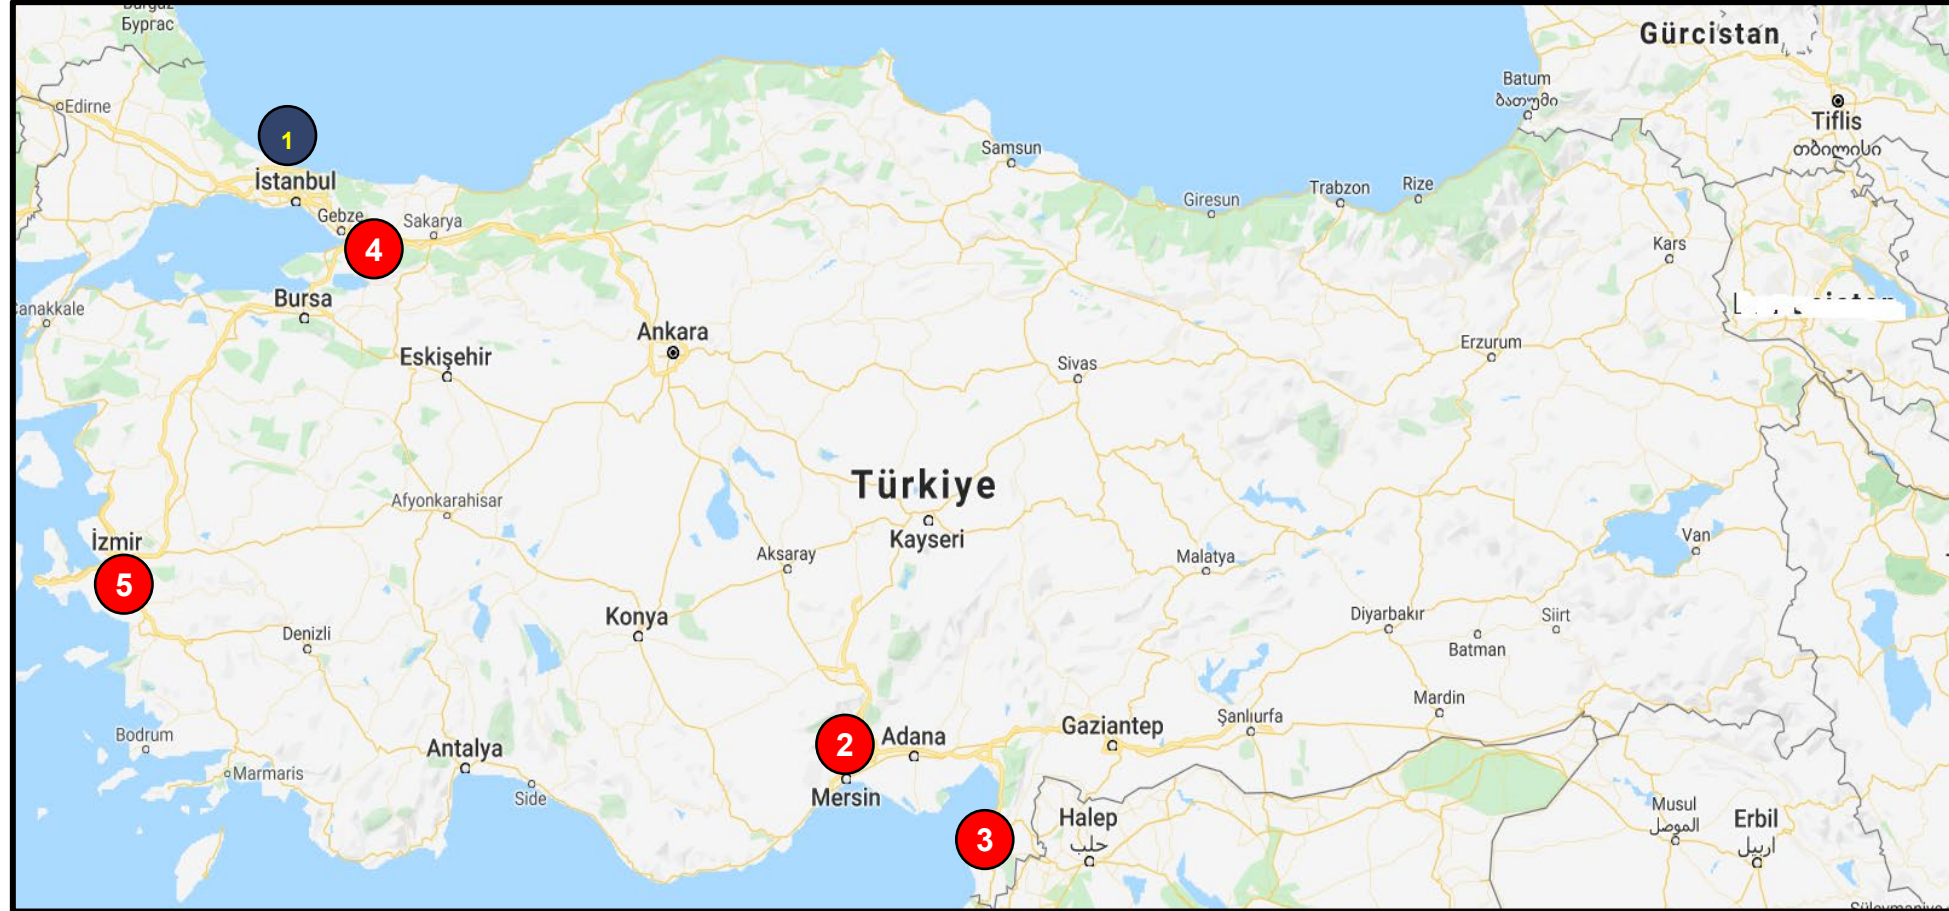 Бургас
Gürcistan
Batum
ბათუმი
Edirne
Tiflis
თბილისი
1
Samsun
İstanbul
Trabzon
Rize
Giresun
Gebze
Sakarya
Kars
4
Bursa
Ankara
Erzurum
Eskişehir
Sivas
Türkiye
Afyonkarahisar
Kayseri
İzmir
Aksaray
Malatya
Van
5
Konya
Diyarbakır
Siirt
Denizli
Batman
Mardin
Şanlıurfa
Gaziantep
Bodrum
2
Adana
Antalya
Marmaris
Side
Mersin
Musul
الموصل
Halep
حلب
Erbil
اربيل
3